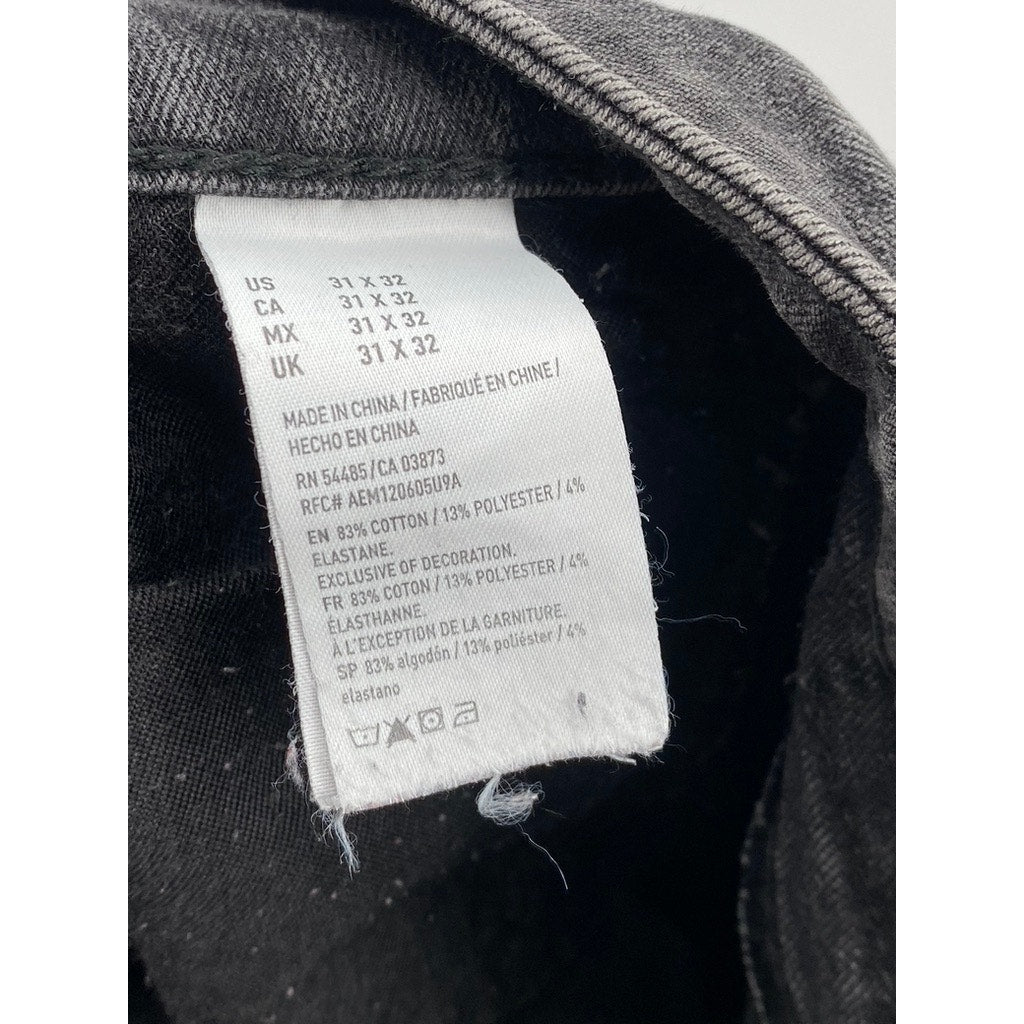 US 31 X 32
CA 31 X 32
MX 31 X 32
UK 31 X 32
MADE IN CHINA / FABRIQUÉ EN CHINE /
HECHO EN CHINA
RN 54485 / CA 03873
RFC# AEM120605U9A
EN 83% COTTON / 13% POLYESTER / 4%
ELASTANE.
EXCLUSIVE OF DECORATION.
FR 83% COTON / 13% POLYESTER / 4%
ÉLASTHANNE.
À L'EXCEPTION DE LA GARNITURE.
SP 83% algodón / 13% poliéster / 4%
elastano